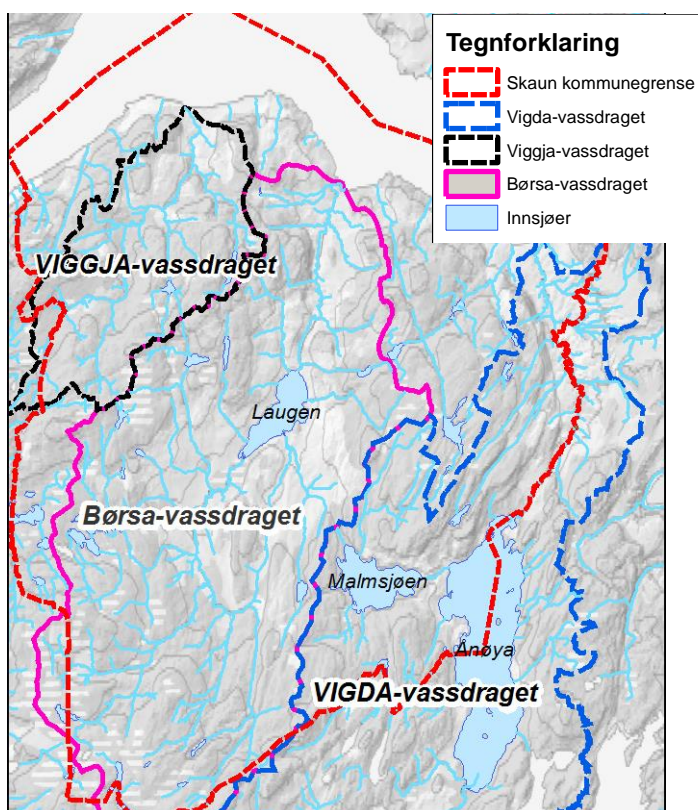 Tegnforklaring
Skaun kommunegrense
Vigda-vassdraget
Viggja-vassdraget
Børsa-vassdraget
Innsjøer
VIGGJA-vassdraget
Laugen
Børsa-vassdraget
Malmsjøen
Ånøya
VIGDA-vassdraget